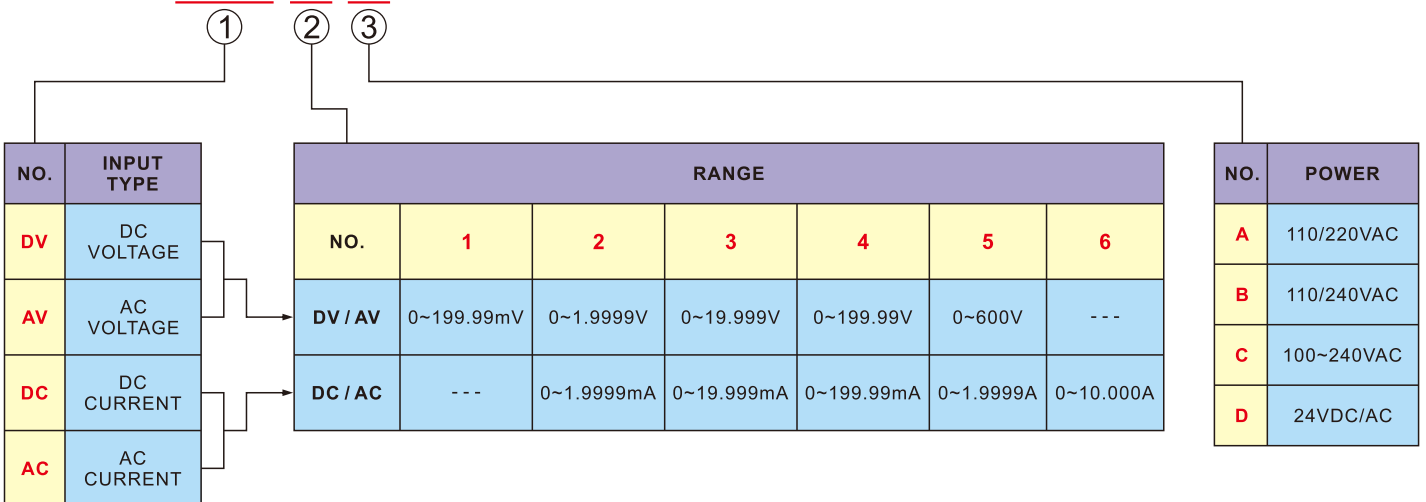 ① ② ③
NO. INPUT TYPE
DV DC VOLTAGE
AV AC VOLTAGE
DC DC CURRENT
AC AC CURRENT
RANGE
NO. 1 2 3 4 5 6
DV / AV 0~199.99mV 0~1.9999V 0~19.999V 0~199.99V 0~600V ---
DC / AC --- 0~1.9999mA 0~19.999mA 0~199.99mA 0~1.9999A 0~10.000A
NO. POWER
A 110/220VAC
B 110/240VAC
C 100~240VAC
D 24VDC/AC